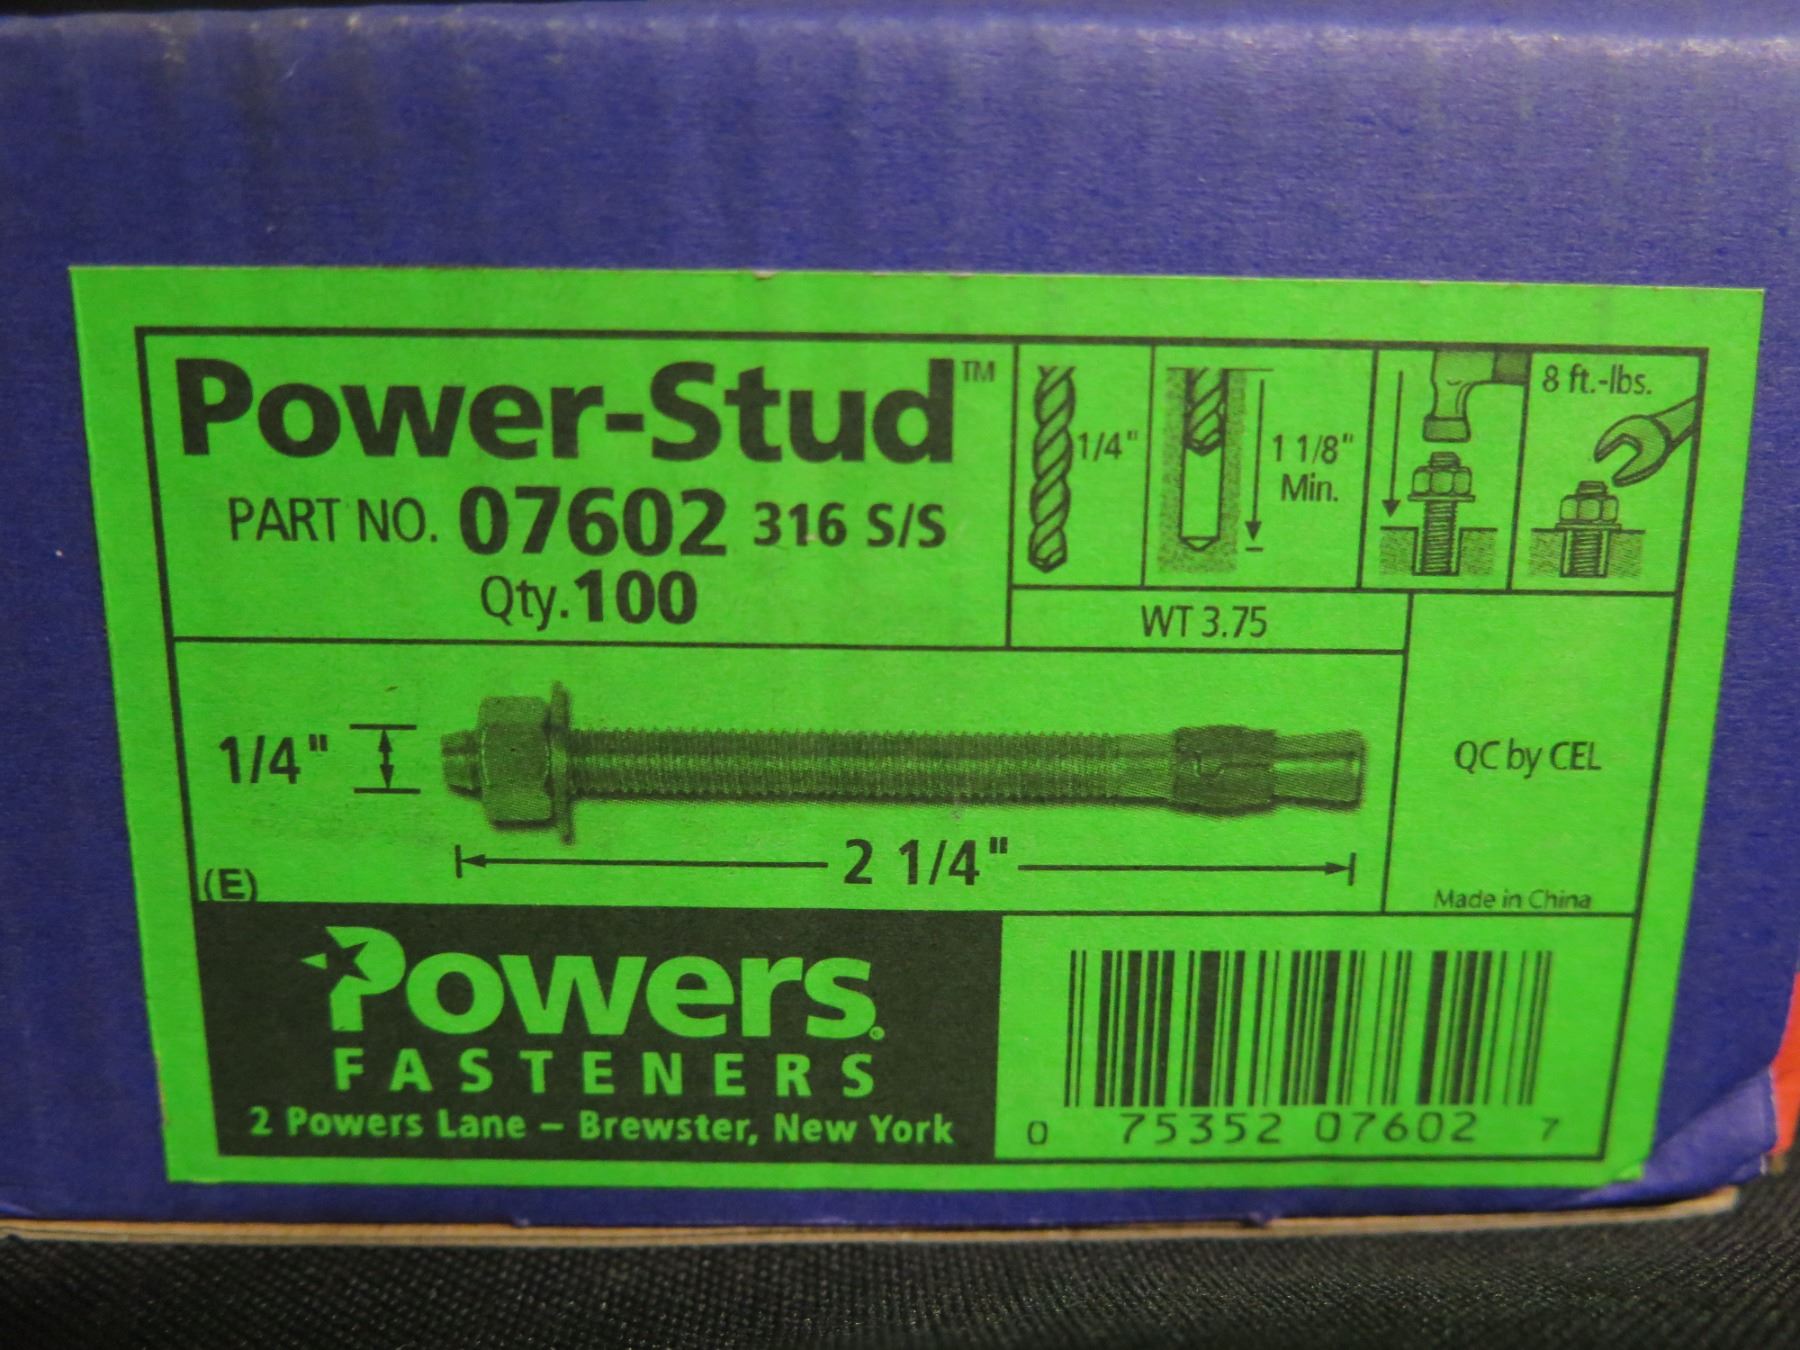 Power-Stud™
PART NO. 07602 316 S/S
Qty. 100
1/4"
1 1/8"
Min.
8 ft.-lbs.
WT 3.75
1/4"
2 1/4"
(E)
QC by CEL
Made in China
Powers®
FASTENERS
2 Powers Lane – Brewster, New York
0 75352 07602 7